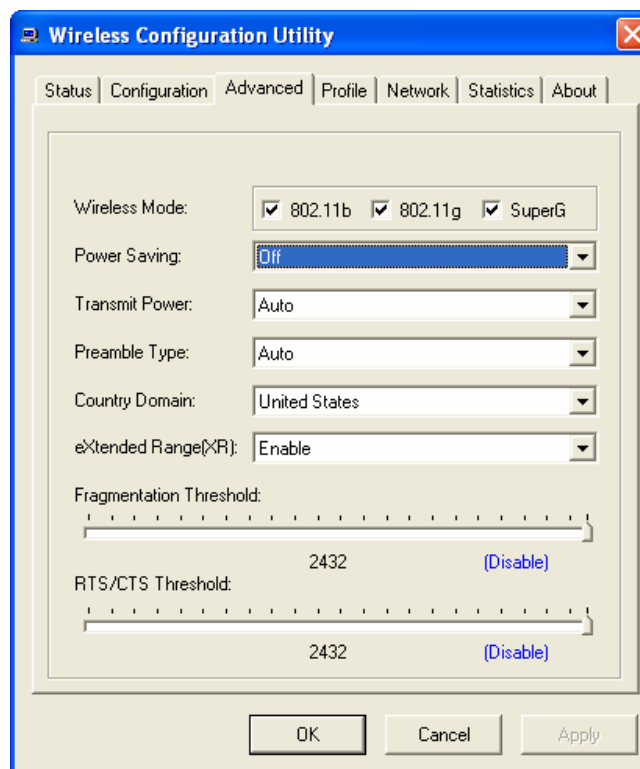 Wireless Configuration Utility
Status Configuration Advanced Profile Network Statistics About
Wireless Mode: 802.11b 802.11g SuperG
Power Saving: Off
Transmit Power: Auto
Preamble Type: Auto
Country Domain: United States
eXtended Range(XR): Enable
Fragmentation Threshold:
2432 (Disable)
RTS/CTS Threshold:
2432 (Disable)
OK Cancel Apply